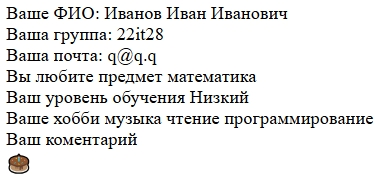 Ваше ФИО: Иванов Иван Иванович
Ваша группа: 22it28
Ваша почта: q@q.q
Вы любите предмет математика
Ваш уровень обучения Низкий
Ваше хобби музыка чтение программирование
Ваш коментарий